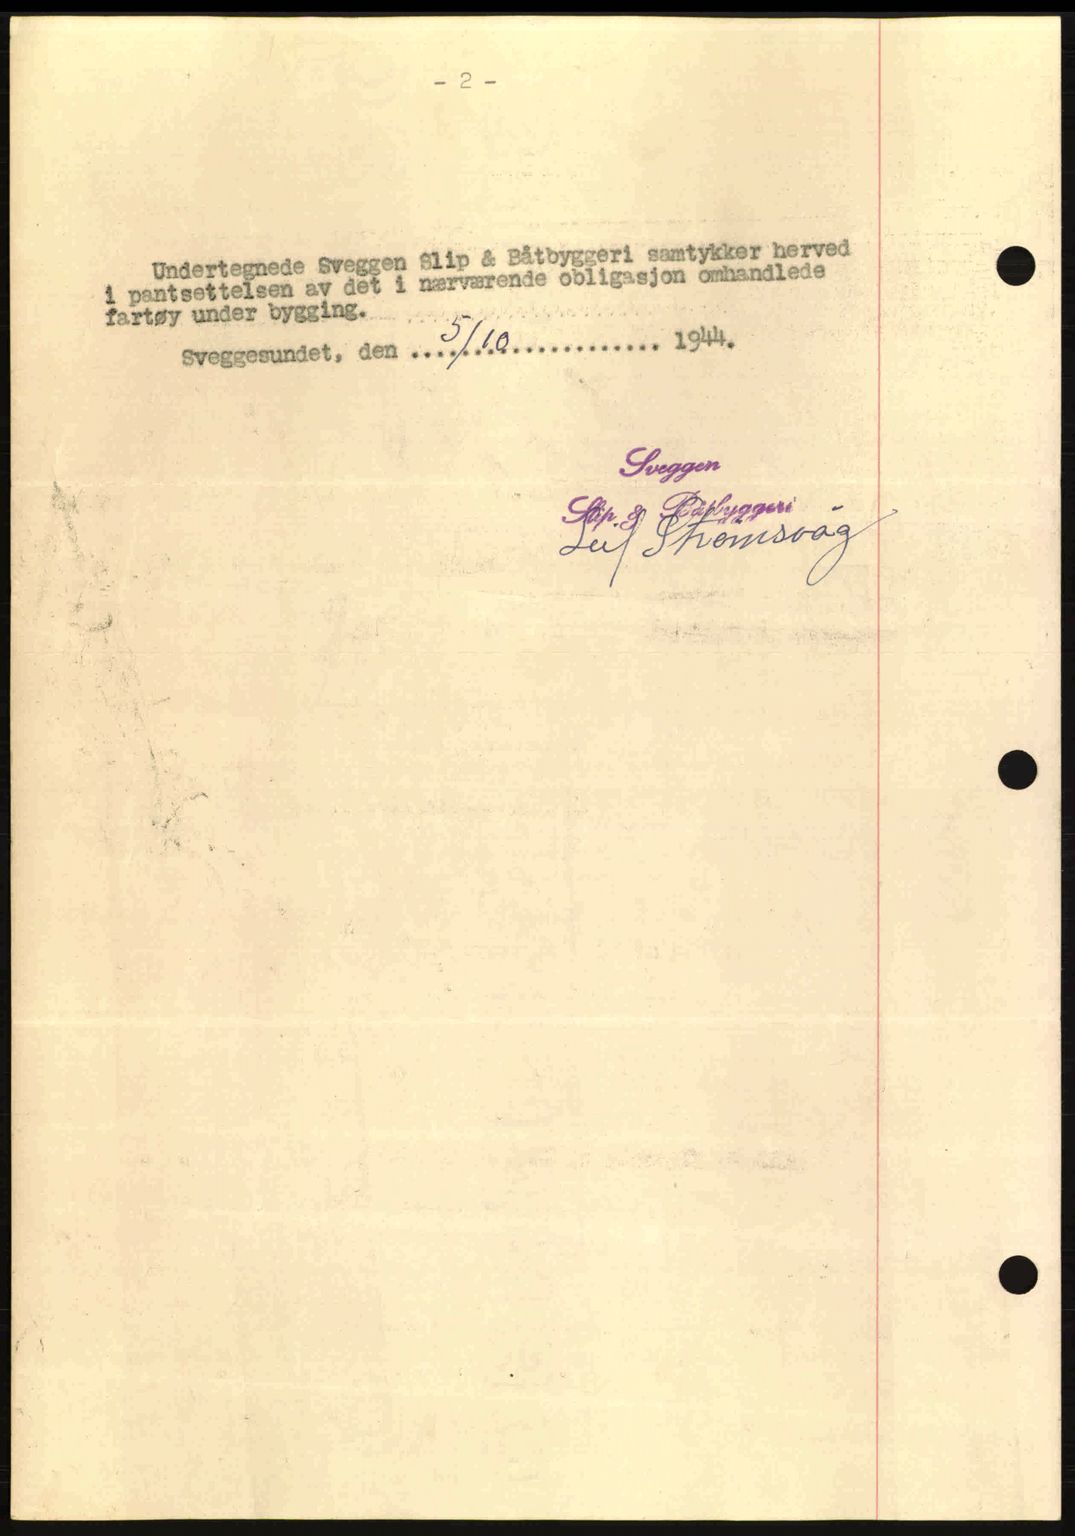 - 2 -
Undertegnede Sveggen Slip & Båtbyggeri samtykker herved
i pantsettelsen av det i nærværende obligasjon omhandlede
fartøy under bygging.
Sveggesundet, den ....5/10.................. 1944.
Sveggen
Slip & Båtbyggeri
Leif Strømsvåg